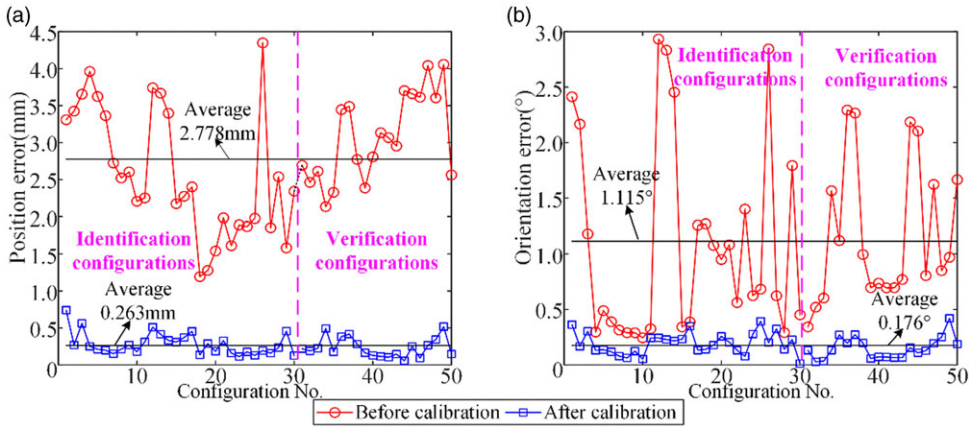 (a)
Position error(mm)
4.5
4.0
3.5
3.0
2.5
2.0
1.5
1.0
0.5
0
10
20
30
40
50
Configuration No.
Average
2.778mm
Identification
configurations
Verification
configurations
Average
0.263mm
(b)
Orientation error(°)
3.0
2.5
2.0
1.5
1.0
0.5
0
10
20
30
40
50
Configuration No.
Identification
configurations
Verification
configurations
Average
1.115°
Average
0.176°
Before calibration
After calibration